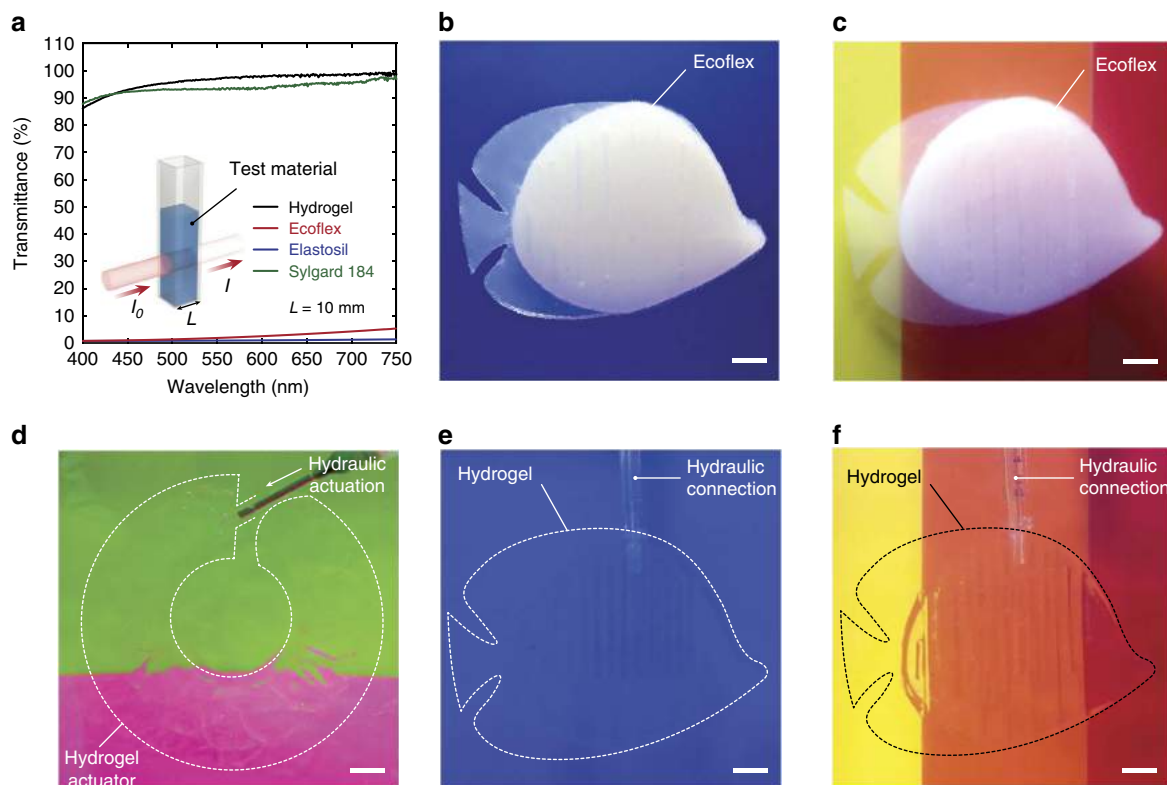 a
110
100
90
80
70
60
50
40
30
20
10
0
Transmittance (%)
400 450 500 550 600 650 700 750
Wavelength (nm)
Test material
Hydrogel
Ecoflex
Elastosil
Sylgard 184
I0
I
L
L = 10 mm
b
Ecoflex
c
Ecoflex
d
Hydraulic
actuation
Hydrogel
actuator
e
Hydrogel
Hydraulic
connection
f
Hydrogel
Hydraulic
connection